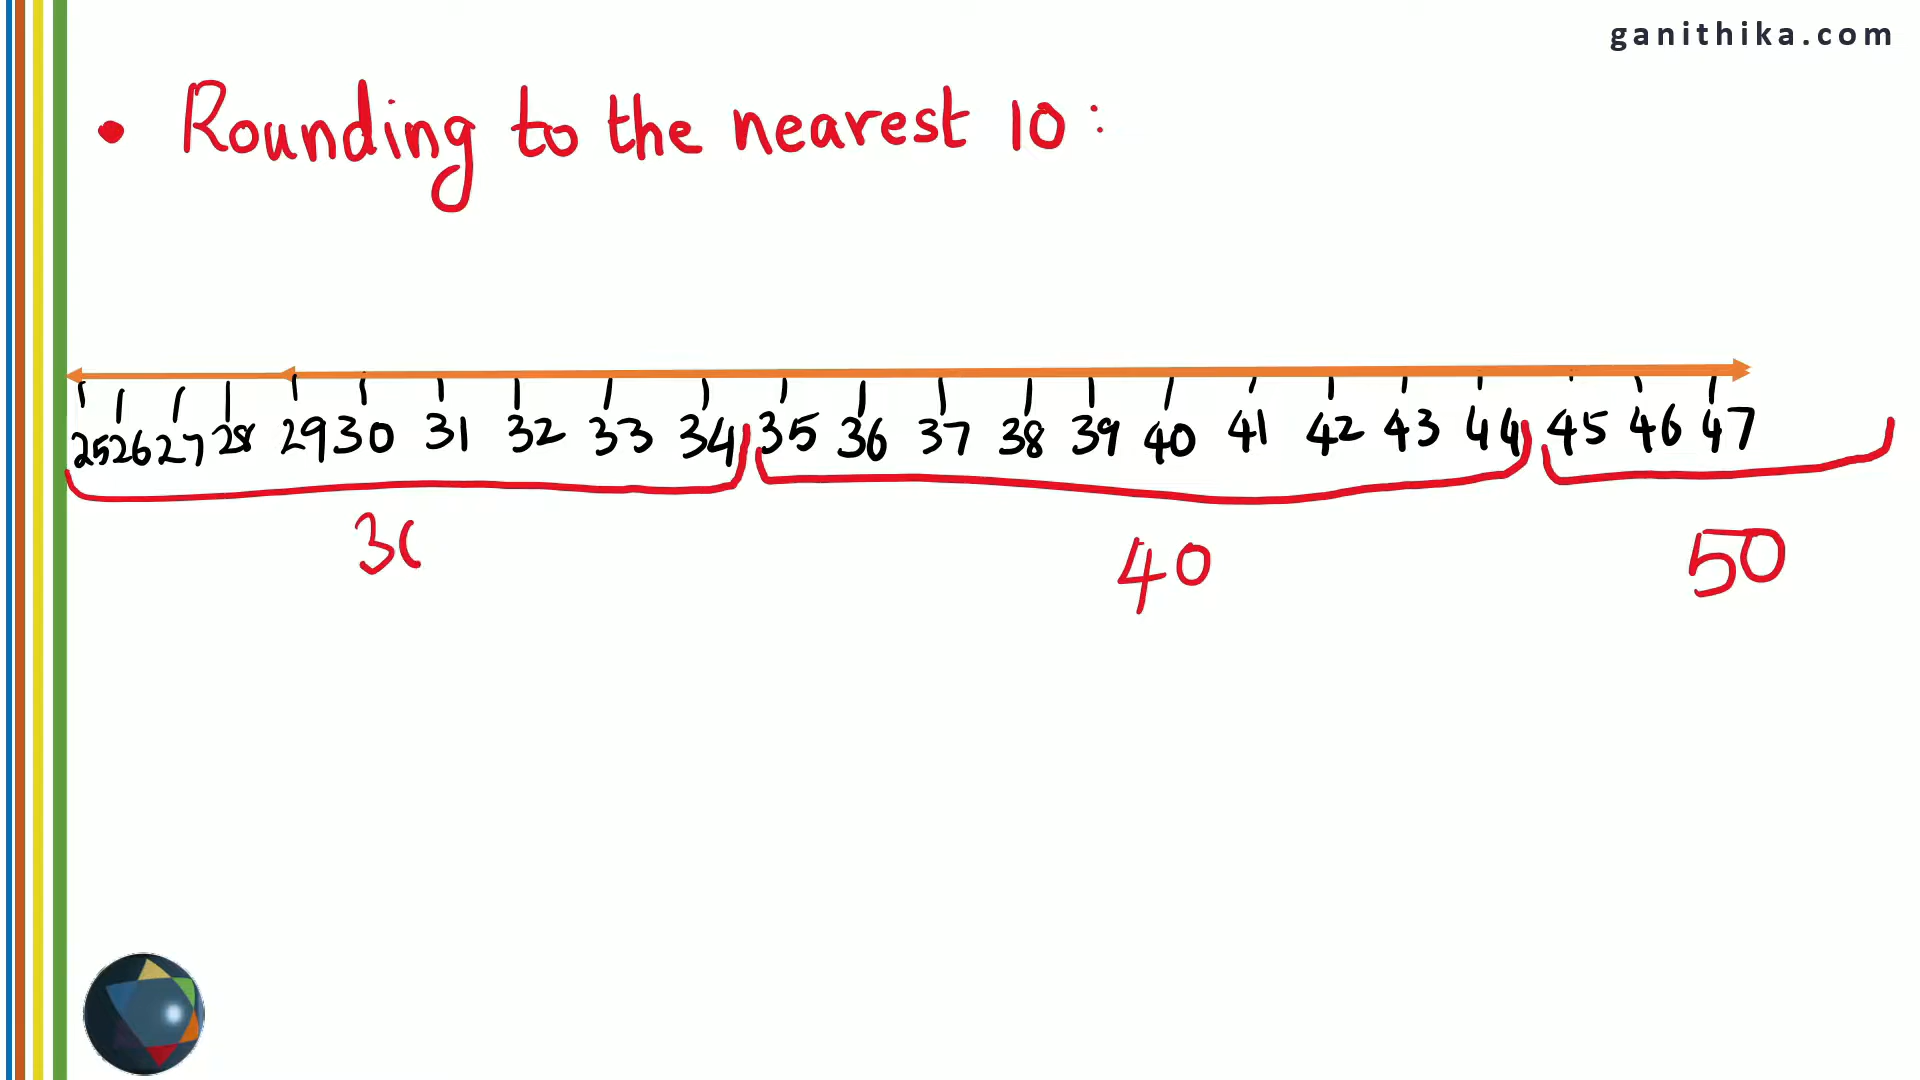 ganithika.com
• Rounding to the nearest 10:
25 26 27 28 29 30 31 32 33 34 35 36 37 38 39 40 41 42 43 44 45 46 47
30 40 50